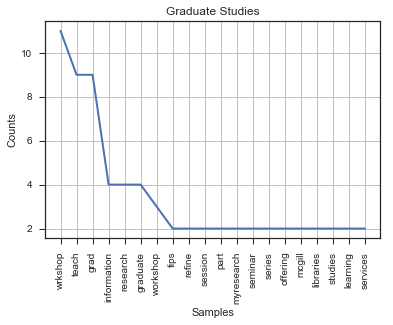 Graduate Studies
10
8
6
4
2
Counts
wrkshop
teach
grad
information
research
graduate
workshop
tips
refine
session
part
myresearch
seminar
series
offering
mcgill
libraries
studies
learning
services
Samples